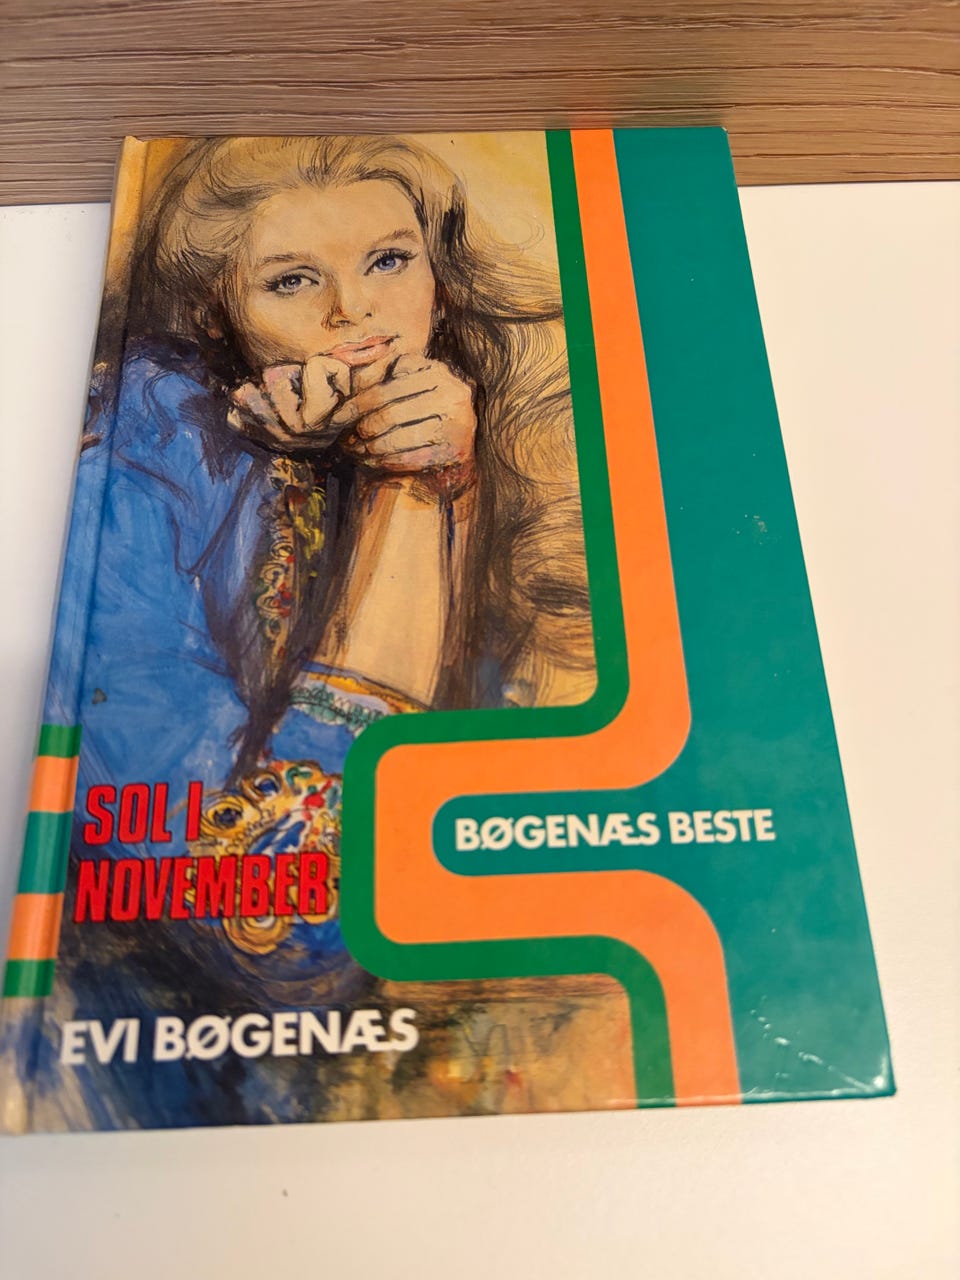 SOL I
NOVEMBER
BØGENÆS BESTE
EVI BØGENÆS